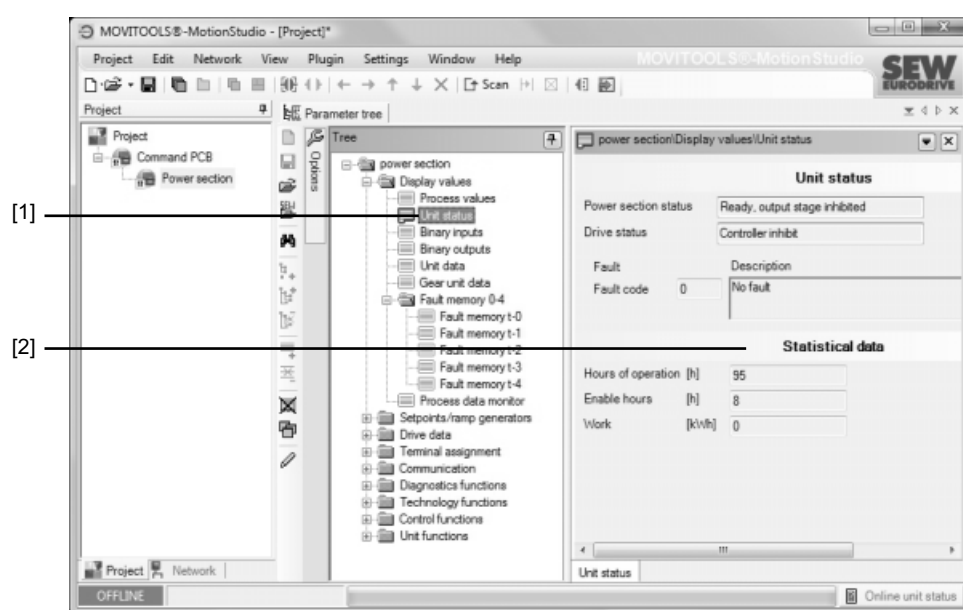 MOVITOOLS®-MotionStudio - [Project]*
Project Edit Network View Plugin Settings Window Help
MOVITOOLS®-MotionStudio
SEW
EURODRIVE
Scan
Project
Parameter tree
Project
Command PCB
Power section
Options
Tree
power section
Display values
Process values
[1]
Unit status
Binary inputs
Binary outputs
Unit data
Gear unit data
Fault memory 0-4
Fault memory t-0
Fault memory t-1
[2]
Fault memory t-2
Fault memory t-3
Fault memory t-4
Process data monitor
Setpoints/ramp generators
Drive data
Terminal assignment
Communication
Diagnostics functions
Technology functions
Control functions
Unit functions
power section\Display values\Unit status
Unit status
Power section status Ready, output stage inhibited
Drive status Controller inhibit
Fault Description
Fault code 0 No fault
Statistical data
Hours of operation [h] 95
Enable hours [h] 8
Work [kWh] 0
Project Network
Unit status
OFFLINE
Online unit status